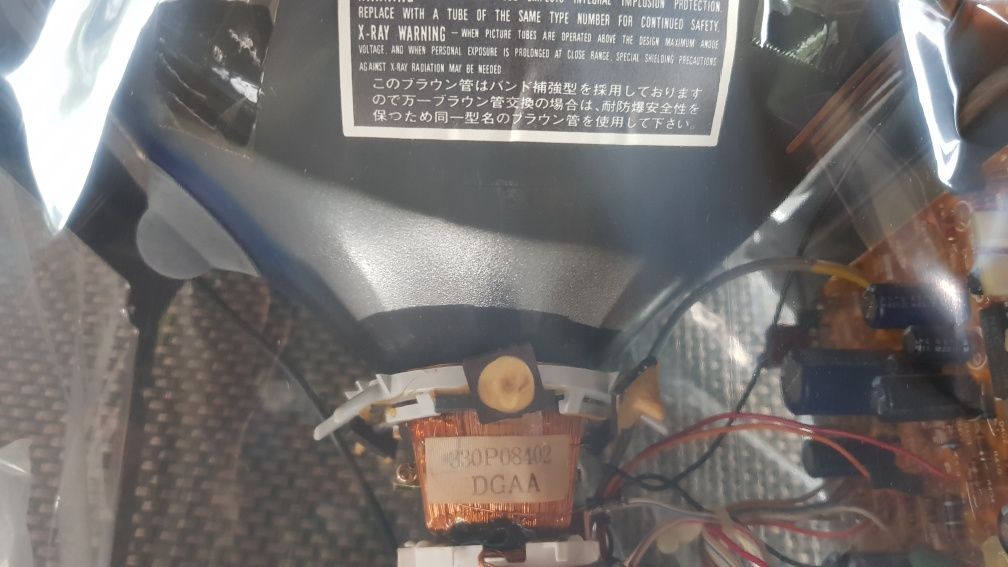 INTEGRAL IMPLOSION PROTECTION.
REPLACE WITH A TUBE OF THE SAME TYPE NUMBER FOR CONTINUED SAFETY.
X-RAY WARNING – WHEN PICTURE TUBES ARE OPERATED ABOVE THE DESIGN MAXIMUM ANODE
VOLTAGE, AND WHEN PERSONAL EXPOSURE IS PROLONGED AT CLOSE RANGE, SPECIAL SHIELDING PRECAUTIONS
AGAINST X-RAY RADIATION MAY BE NEEDED
このブラウン管はバンド補強型を採用しております
ので万一ブラウン管交換の場合は、耐防爆安全性を
保つため同一型名のブラウン管を使用して下さい。
330P08402
DGAA